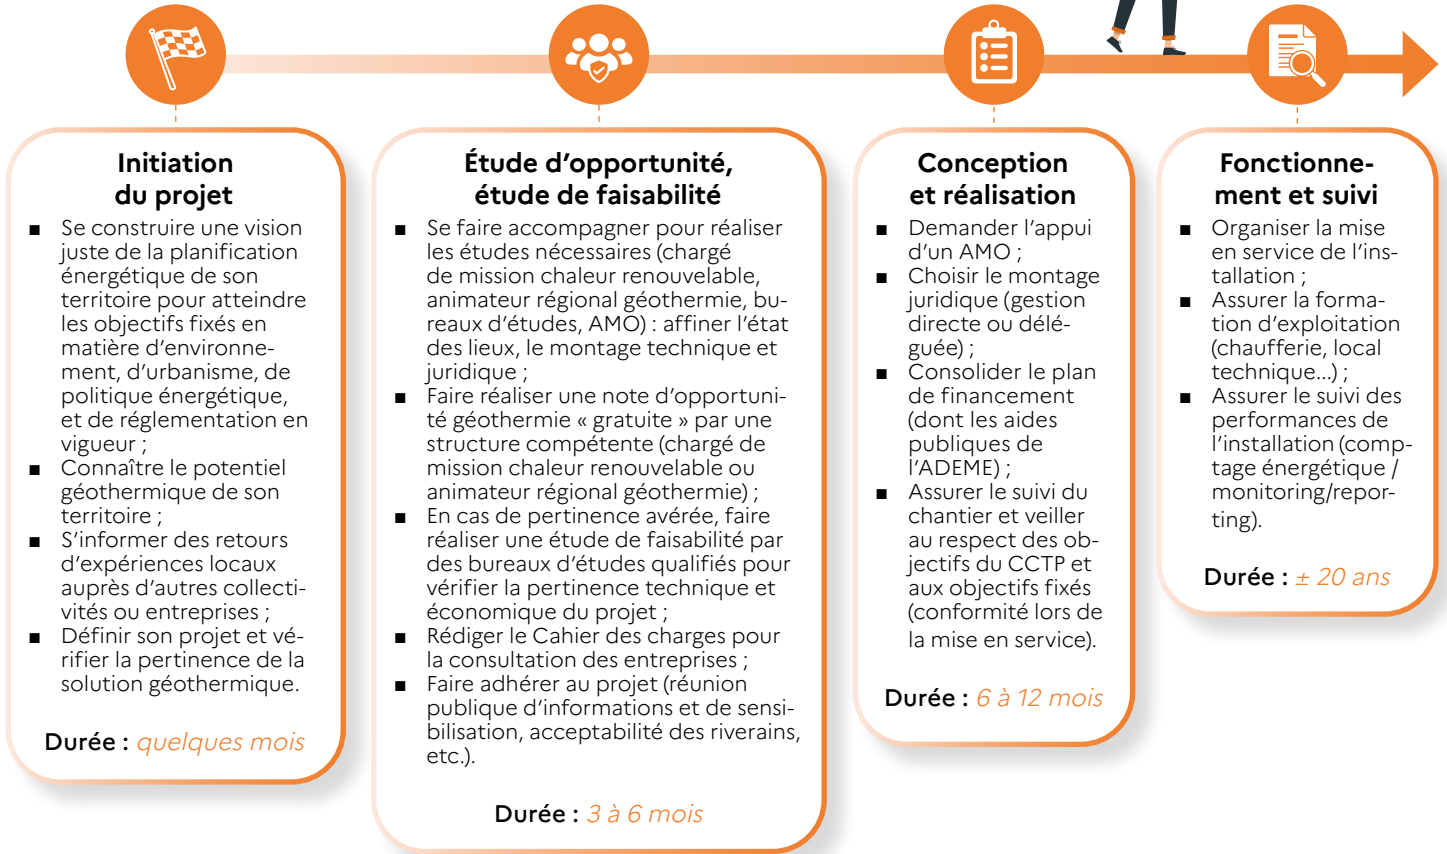 Initiation
du projet
■ Se construire une vision
juste de la planification
énergétique de son
territoire pour atteindre
les objectifs fixés en
matière d'environne-
ment, d'urbanisme, de
politique énergétique,
et de réglementation en
vigueur ;
■ Connaître le potentiel
géothermique de son
territoire ;
■ S'informer des retours
d'expériences locaux
auprès d'autres collecti-
vités ou entreprises ;
■ Définir son projet et vé-
rifier la pertinence de la
solution géothermique.
Durée : quelques mois
Étude d'opportunité,
étude de faisabilité
■ Se faire accompagner pour réaliser
les études nécessaires (chargé
de mission chaleur renouvelable,
animateur régional géothermie, bu-
reaux d'études, AMO) : affiner l'état
des lieux, le montage technique et
juridique ;
■ Faire réaliser une note d'opportuni-
té géothermie « gratuite » par une
structure compétente (chargé de
mission chaleur renouvelable ou
animateur régional géothermie) ;
■ En cas de pertinence avérée, faire
réaliser une étude de faisabilité par
des bureaux d'études qualifiés pour
vérifier la pertinence technique et
économique du projet ;
■ Rédiger le Cahier des charges pour
la consultation des entreprises ;
■ Faire adhérer au projet (réunion
publique d'informations et de sensi-
bilisation, acceptabilité des riverains,
etc.).
Durée : 3 à 6 mois
Conception
et réalisation
■ Demander l'appui
d'un AMO ;
■ Choisir le montage
juridique (gestion
directe ou délé-
guée) ;
■ Consolider le plan
de financement
(dont les aides
publiques de
l'ADEME) ;
■ Assurer le suivi du
chantier et veiller
au respect des ob-
jectifs du CCTP et
aux objectifs fixés
(conformité lors de
la mise en service).
Durée : 6 à 12 mois
Fonctionne-
ment et suivi
■ Organiser la mise
en service de l'ins-
tallation ;
■ Assurer la forma-
tion d'exploitation
(chaufferie, local
technique...) ;
■ Assurer le suivi des
performances de
l'installation (comp-
tage énergétique /
monitoring/repor-
ting).
Durée : ± 20 ans